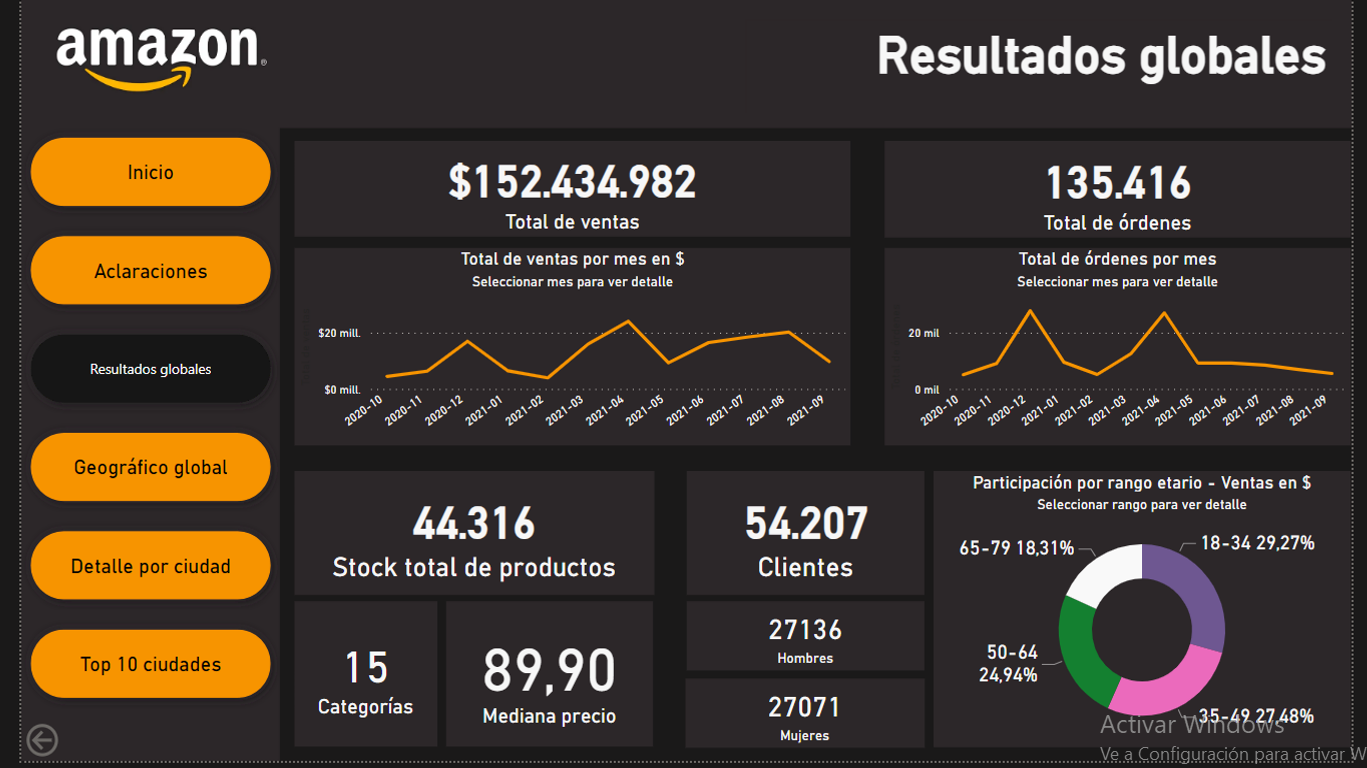 amazon®
Resultados globales
Inicio
Aclaraciones
Resultados globales
Geográfico global
Detalle por ciudad
Top 10 ciudades
$152.434.982
Total de ventas
135.416
Total de órdenes
Total de ventas por mes en $
Seleccionar mes para ver detalle
$20 mill.
$0 mill.
2020-10
2020-11
2020-12
2021-01
2021-02
2021-03
2021-04
2021-05
2021-06
2021-07
2021-08
2021-09
Total de órdenes por mes
Seleccionar mes para ver detalle
20 mil
0 mil
2020-10
2020-11
2020-12
2021-01
2021-02
2021-03
2021-04
2021-05
2021-06
2021-07
2021-08
2021-09
44.316
Stock total de productos
15
Categorías
89,90
Mediana precio
54.207
Clientes
27136
Hombres
27071
Mujeres
Participación por rango etario - Ventas en $
Seleccionar rango para ver detalle
65-79 18,31%
18-34 29,27%
50-64
24,94%
35-49 27,48%
Activar Windows
Ve a Configuración para activar W